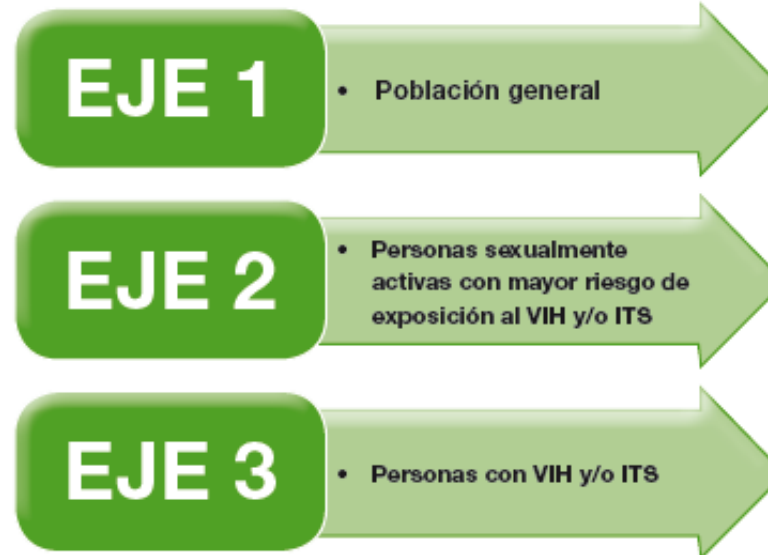 EJE 1
• Población general
EJE 2
• Personas sexualmente
activas con mayor riesgo de
exposición al VIH y/o ITS
EJE 3
• Personas con VIH y/o ITS